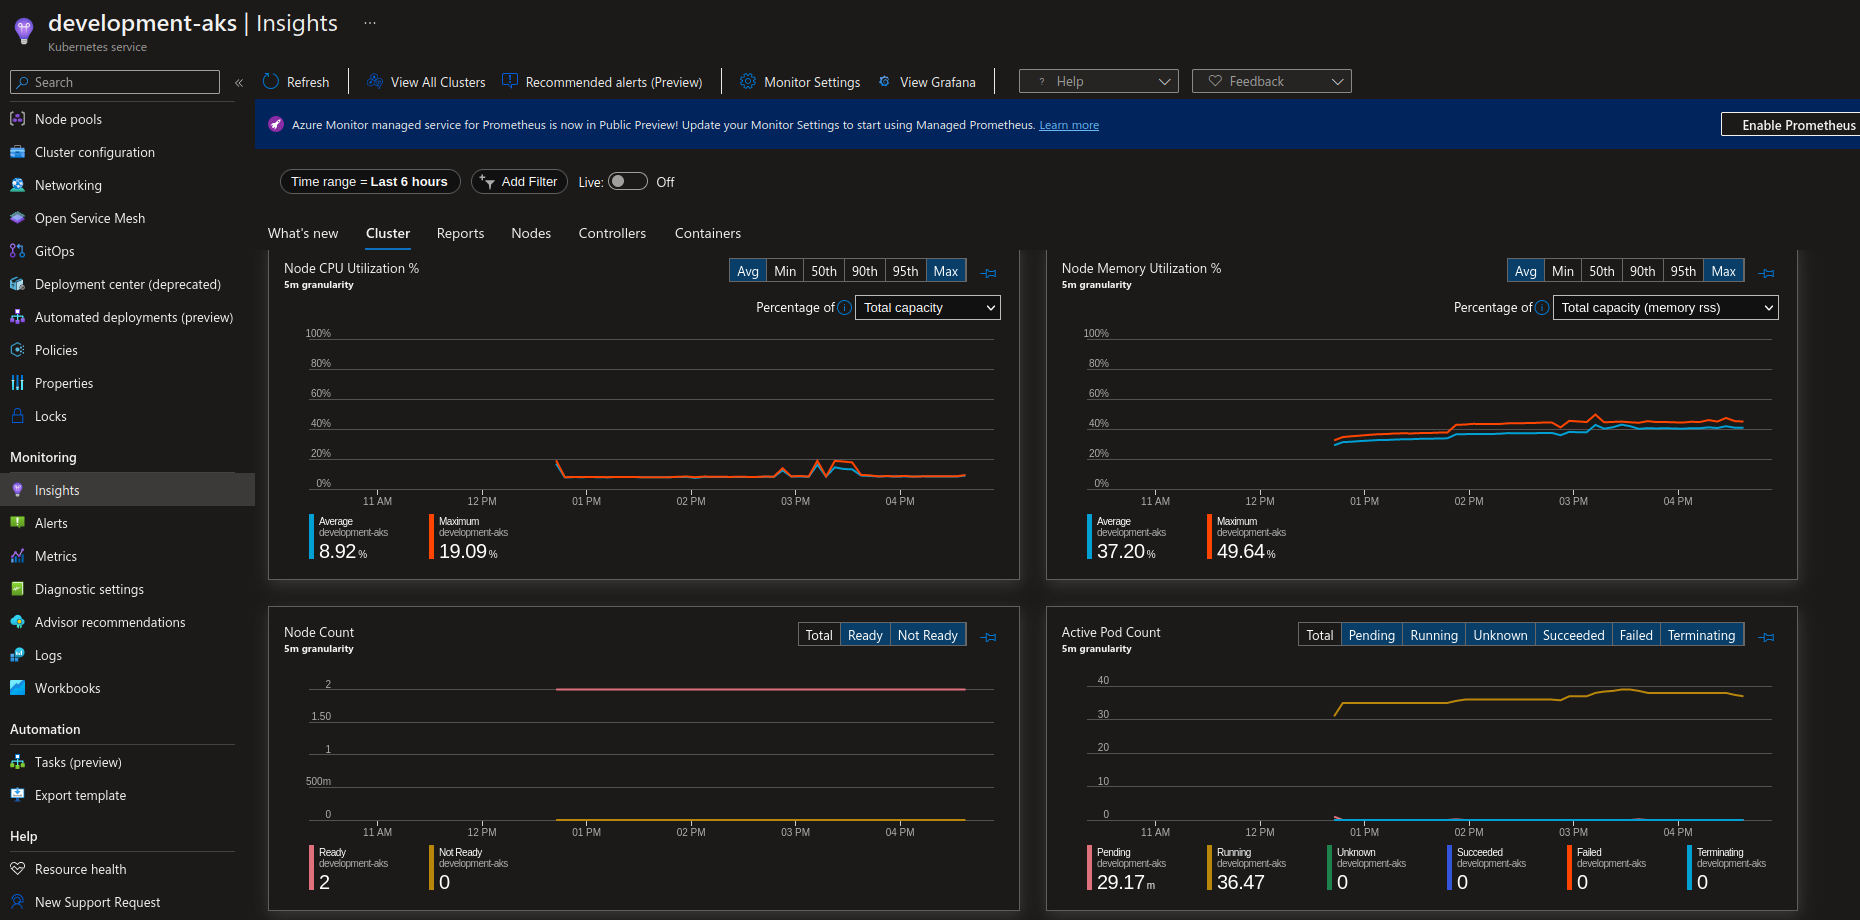 development-aks | Insights ...
Kubernetes service
Search
«
Refresh
View All Clusters
Recommended alerts (Preview)
Monitor Settings
View Grafana
? Help
Feedback
Node pools
Cluster configuration
Networking
Open Service Mesh
GitOps
Deployment center (deprecated)
Automated deployments (preview)
Policies
Properties
Locks
Monitoring
Insights
Alerts
Metrics
Diagnostic settings
Advisor recommendations
Logs
Workbooks
Automation
Tasks (preview)
Export template
Help
Resource health
New Support Request
Azure Monitor managed service for Prometheus is now in Public Preview! Update your Monitor Settings to start using Managed Prometheus. Learn more
Enable Prometheus
Time range = Last 6 hours
Add Filter
Live: Off
What's new Cluster Reports Nodes Controllers Containers
Node CPU Utilization %
5m granularity
Avg Min 50th 90th 95th Max
Percentage of i Total capacity
100%
80%
60%
40%
20%
0%
11 AM 12 PM 01 PM 02 PM 03 PM 04 PM
Average
development-aks
8.92 %
Maximum
development-aks
19.09 %
Node Memory Utilization %
5m granularity
Avg Min 50th 90th 95th Max
Percentage of i Total capacity (memory rss)
100%
80%
60%
40%
20%
0%
11 AM 12 PM 01 PM 02 PM 03 PM 04 PM
Average
development-aks
37.20 %
Maximum
development-aks
49.64 %
Node Count
5m granularity
Total Ready Not Ready
2
1.50
1
500m
0
11 AM 12 PM 01 PM 02 PM 03 PM 04 PM
Ready
development-aks
2
Not Ready
development-aks
0
Active Pod Count
5m granularity
Total Pending Running Unknown Succeeded Failed Terminating
40
30
20
10
0
11 AM 12 PM 01 PM 02 PM 03 PM 04 PM
Pending
development-aks
29.17 m
Running
development-aks
36.47
Unknown
development-aks
0
Succeeded
development-aks
0
Failed
development-aks
0
Terminating
development-aks
0